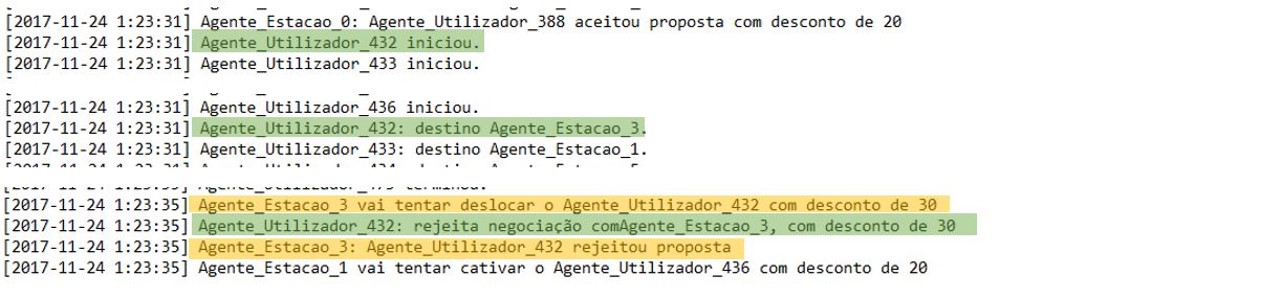 [2017-11-24 1:23:31] Agente_Estacao_0: Agente_Utilizador_388 aceitou proposta com desconto de 20
[2017-11-24 1:23:31] Agente_Utilizador_432 iniciou.
[2017-11-24 1:23:31] Agente_Utilizador_433 iniciou.
[2017-11-24 1:23:31] Agente_Utilizador_436 iniciou.
[2017-11-24 1:23:31] Agente_Utilizador_432: destino Agente_Estacao_3.
[2017-11-24 1:23:31] Agente_Utilizador_433: destino Agente_Estacao_1.
[2017-11-24 1:23:35] Agente_Estacao_3 vai tentar deslocar o Agente_Utilizador_432 com desconto de 30
[2017-11-24 1:23:35] Agente_Utilizador_432: rejeita negociação comAgente_Estacao_3, com desconto de 30
[2017-11-24 1:23:35] Agente_Estacao_3: Agente_Utilizador_432 rejeitou proposta
[2017-11-24 1:23:35] Agente_Estacao_1 vai tentar cativar o Agente_Utilizador_436 com desconto de 20